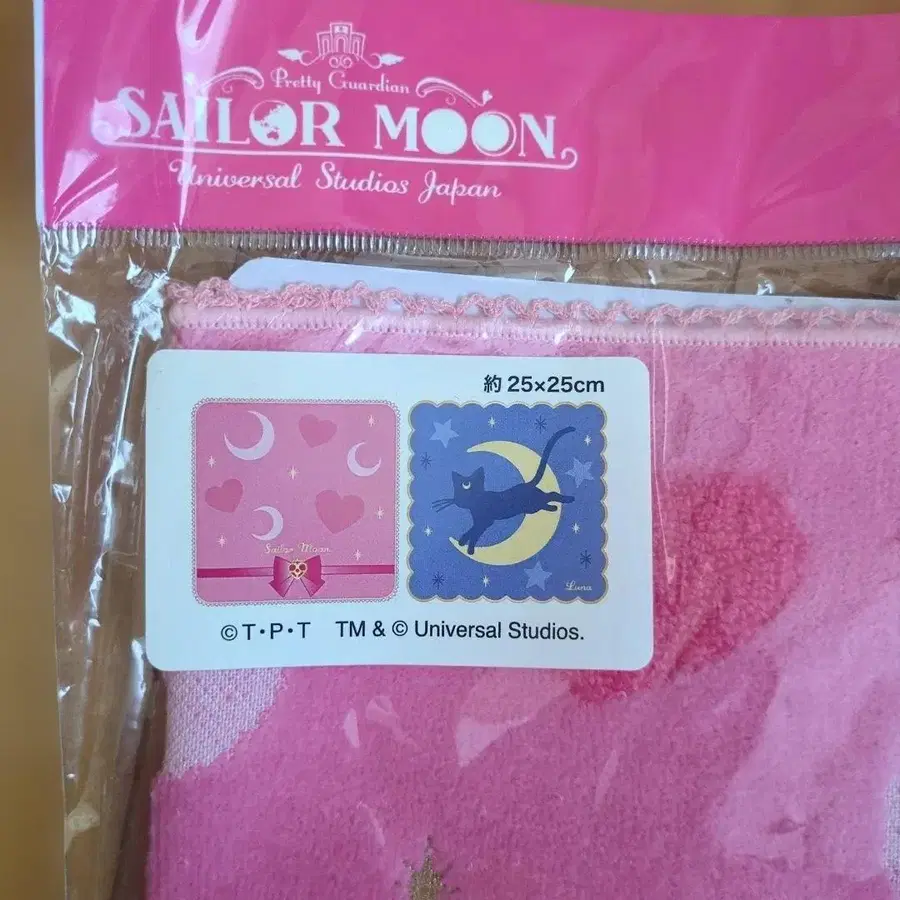 Pretty Guardian
SAILOR MOON
Universal Studios Japan
約 25×25cm
Sailor Moon
Luna
©T・P・T TM & © Universal Studios.